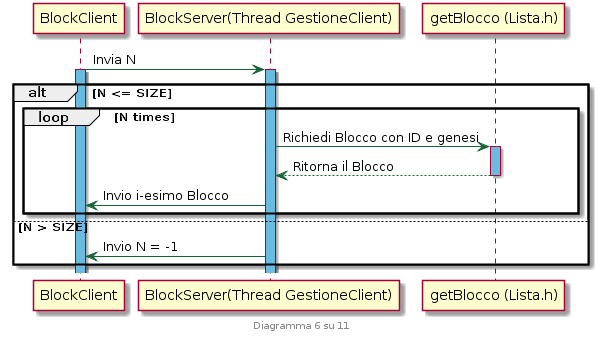 BlockClient
BlockServer(Thread GestioneClient)
getBlocco (Lista.h)
Invia N
alt
[N <= SIZE]
loop
[N times]
Richiedi Blocco con ID e genesi
Ritorna il Blocco
Invio i-esimo Blocco
[N > SIZE]
Invio N = -1
BlockClient
BlockServer(Thread GestioneClient)
getBlocco (Lista.h)
Diagramma 6 su 11